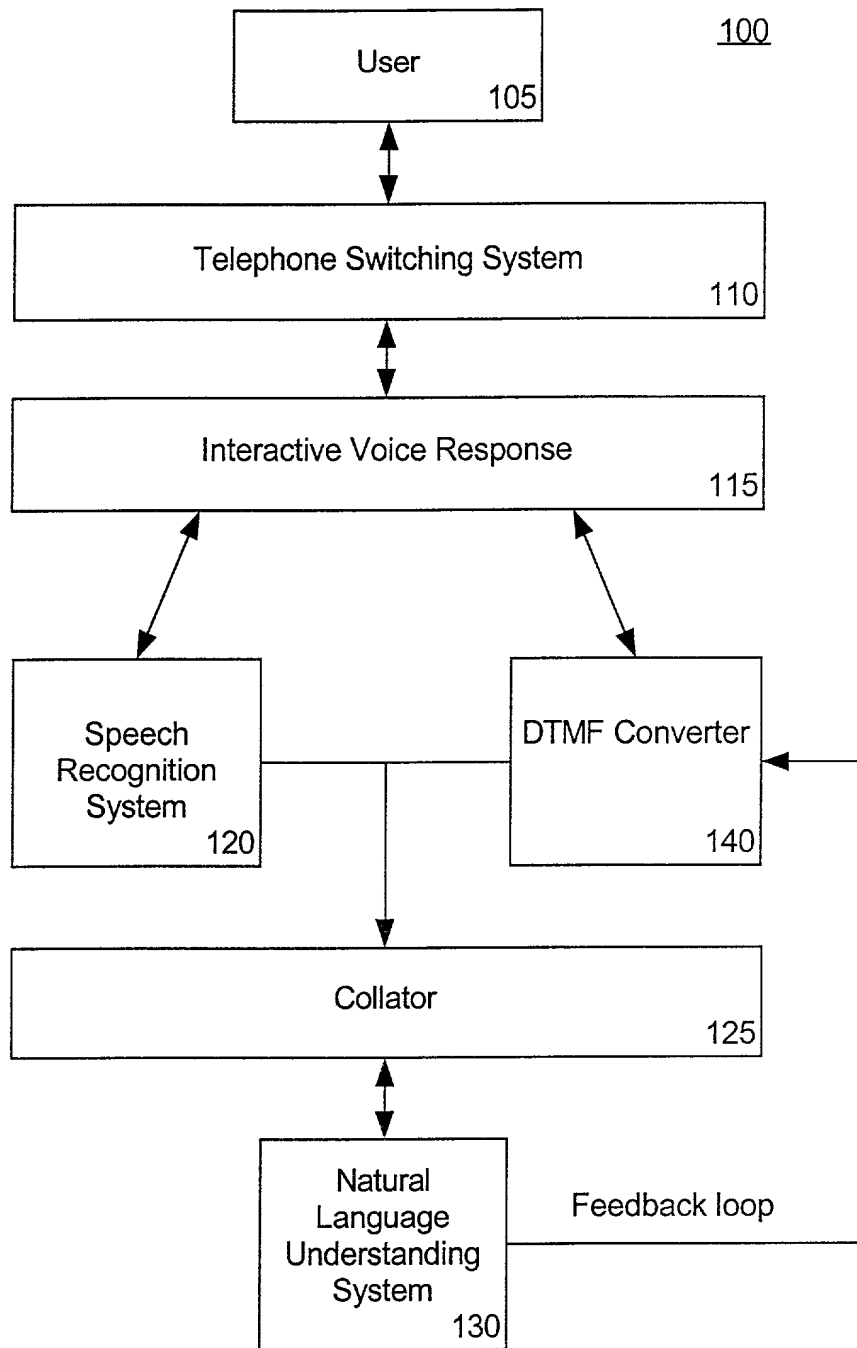 100
User
105
Telephone Switching System
110
Interactive Voice Response
115
Speech
Recognition
System
120
DTMF Converter
140
Collator
125
Natural
Language
Understanding
System
130
Feedback loop